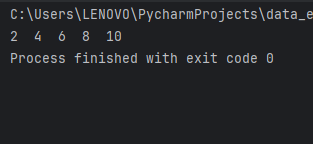 C:\Users\LENOVO\PycharmProjects\data_e
2  4  6  8  10
Process finished with exit code 0